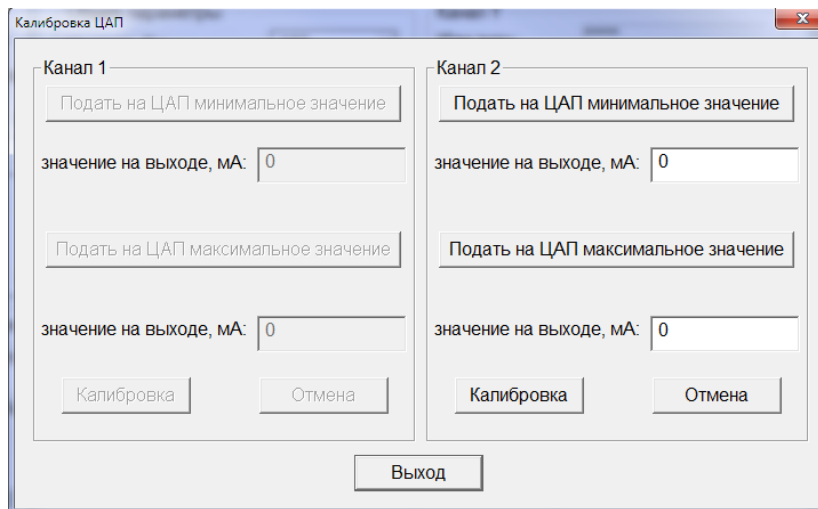 Калибровка ЦАП
Канал 1
Подать на ЦАП минимальное значение
значение на выходе, мА: 0
Подать на ЦАП максимальное значение
значение на выходе, мА: 0
Калибровка Отмена
Канал 2
Подать на ЦАП минимальное значение
значение на выходе, мА: 0
Подать на ЦАП максимальное значение
значение на выходе, мА: 0
Калибровка Отмена
Выход